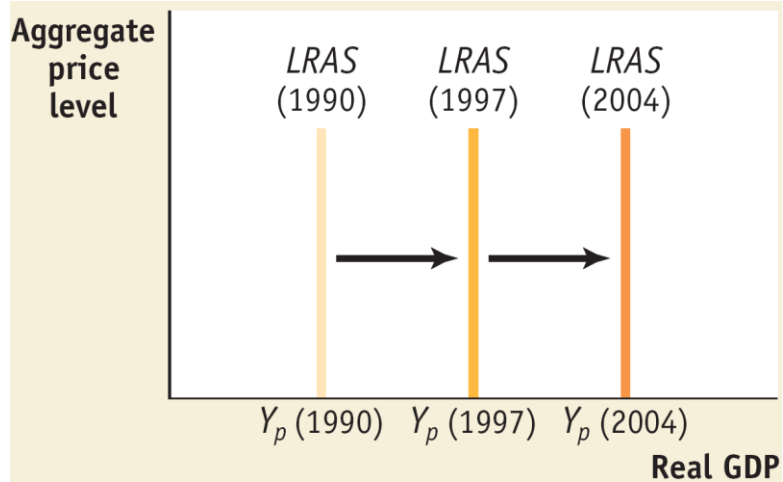 Aggregate
price
level
LRAS
(1990)
LRAS
(1997)
LRAS
(2004)
Yp (1990)
Yp (1997)
Yp (2004)
Real GDP